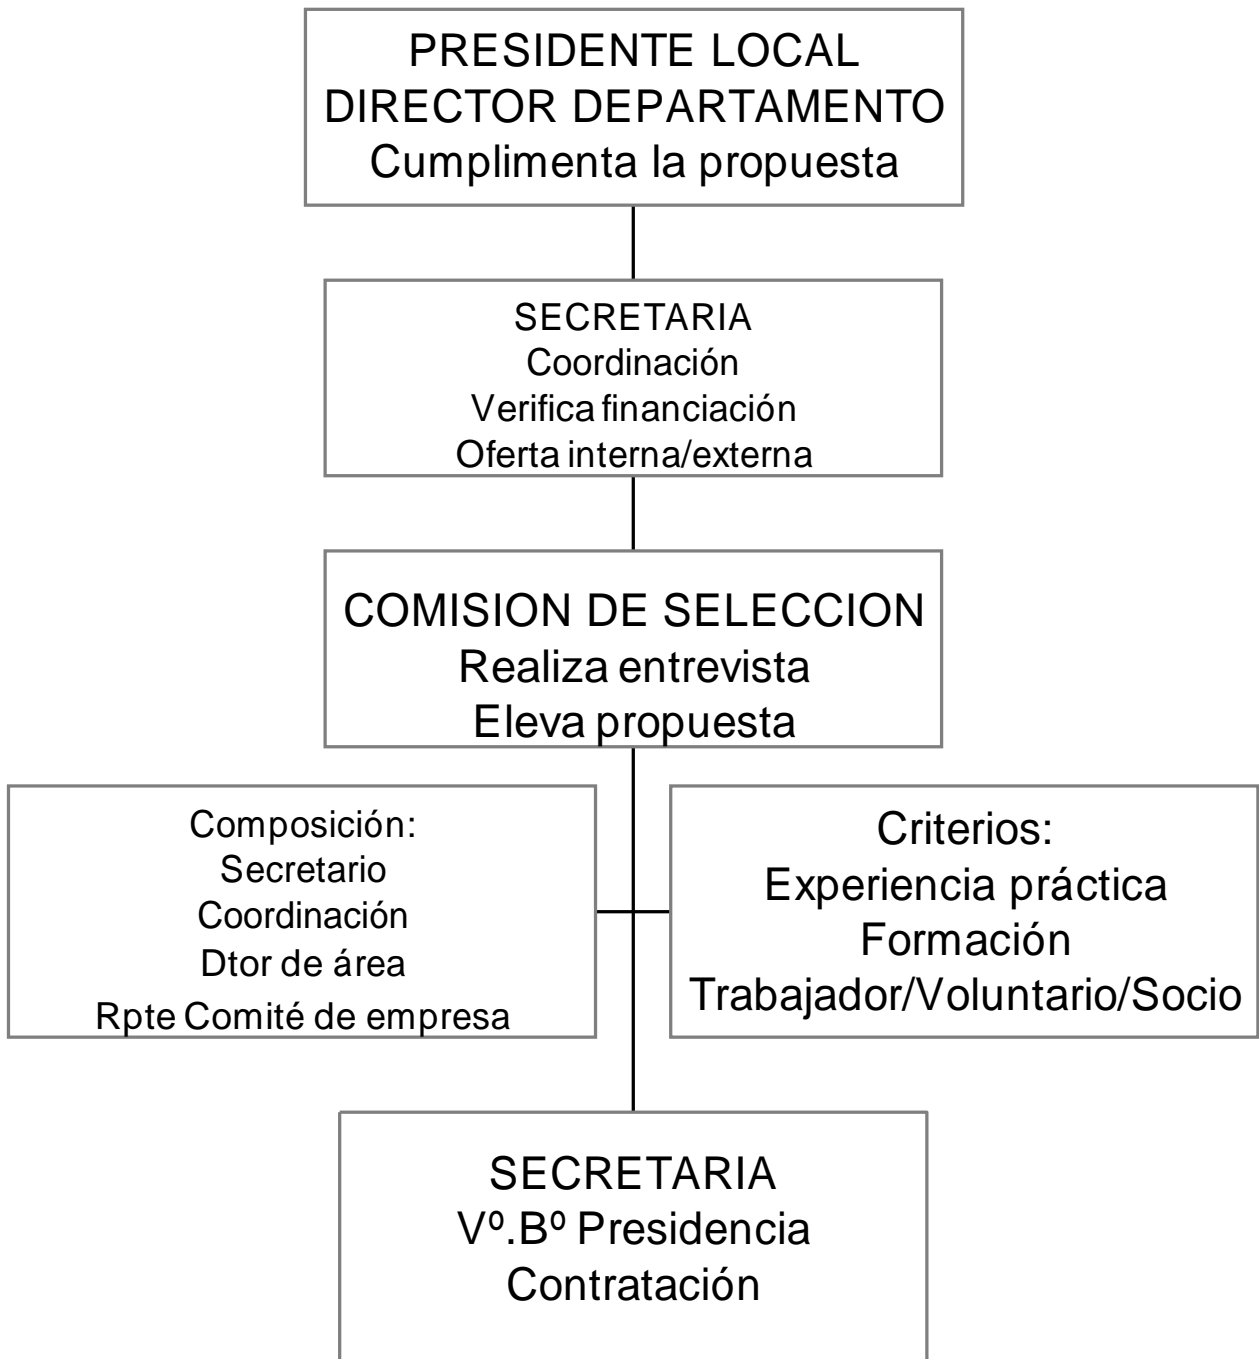 PRESIDENTE LOCAL
DIRECTOR DEPARTAMENTO
Cumplimenta la propuesta
SECRETARIA
Coordinación
Verifica financiación
Oferta interna/externa
COMISION DE SELECCION
Realiza entrevista
Eleva propuesta
Composición:
Secretario
Coordinación
Dtor de área
Rpte Comité de empresa
Criterios:
Experiencia práctica
Formación
Trabajador/Voluntario/Socio
SECRETARIA
Vº.Bº Presidencia
Contratación